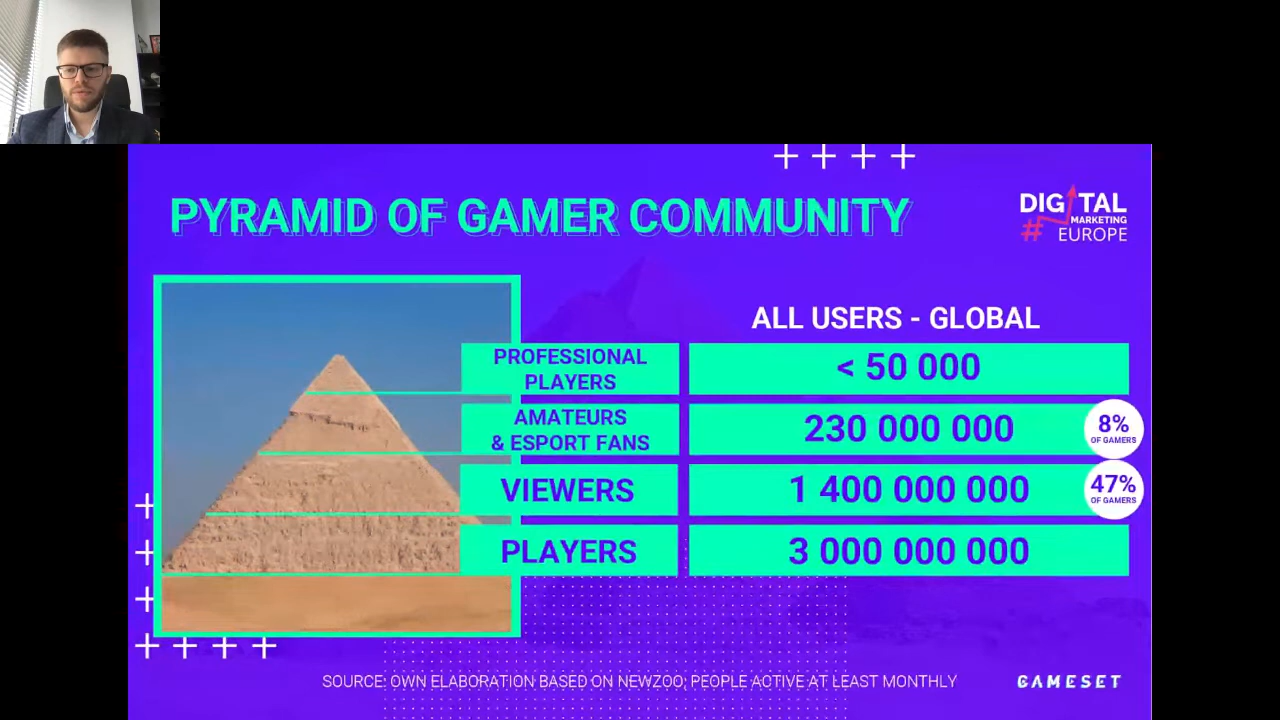 PYRAMID OF GAMER COMMUNITY
DIGITAL
MARKETING
# EUROPE
ALL USERS - GLOBAL
PROFESSIONAL
PLAYERS
< 50 000
AMATEURS
& ESPORT FANS
230 000 000
8%
OF GAMERS
VIEWERS
1 400 000 000
47%
OF GAMERS
PLAYERS
3 000 000 000
SOURCE: OWN ELABORATION BASED ON NEWZOO; PEOPLE ACTIVE AT LEAST MONTHLY
GAMESET